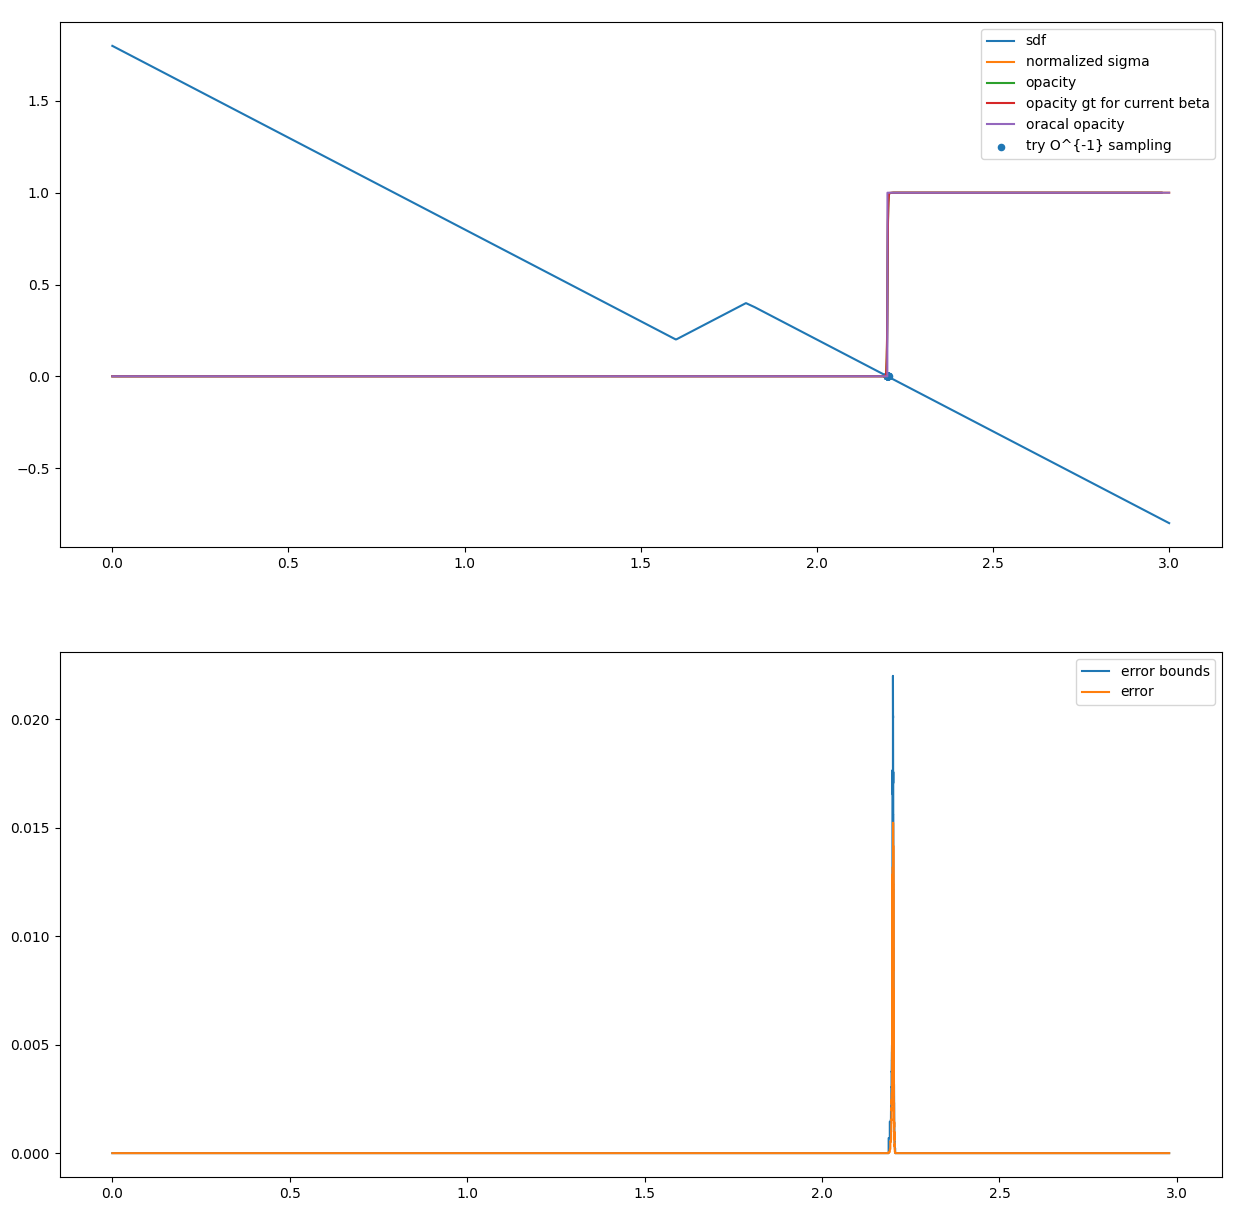 sdf
normalized sigma
opacity
opacity gt for current beta
oracal opacity
try O^{-1} sampling
1.5
1.0
0.5
0.0
−0.5
0.0 0.5 1.0 1.5 2.0 2.5 3.0
error bounds
error
0.020
0.015
0.010
0.005
0.000
0.0 0.5 1.0 1.5 2.0 2.5 3.0